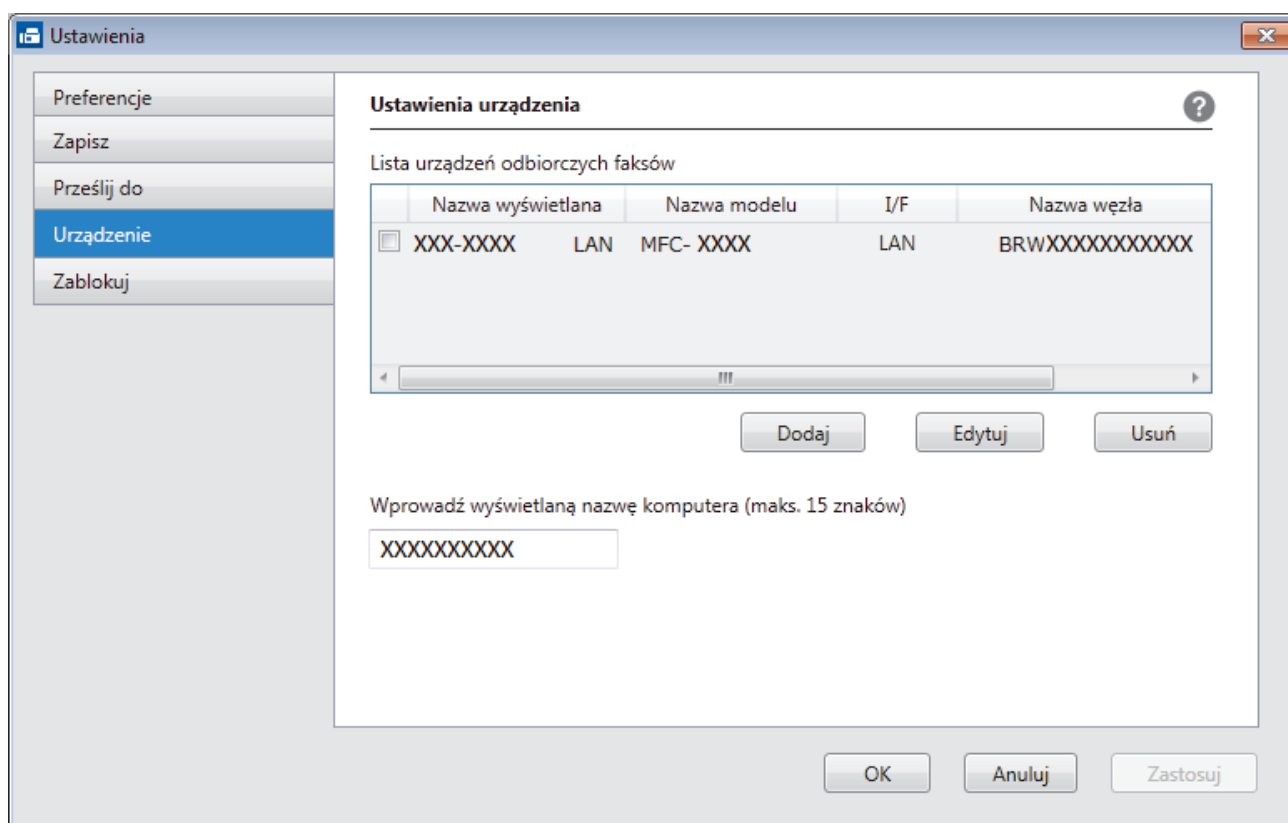 Ustawienia
Preferencje
Zapisz
Prześlij do
Urządzenie
Zablokuj
Ustawienia urządzenia
?
Lista urządzeń odbiorczych faksów
Nazwa wyświetlana Nazwa modelu I/F Nazwa węzła
XXX-XXXX LAN MFC- XXXX LAN BRWXXXXXXXXXXX
Dodaj Edytuj Usuń
Wprowadź wyświetlaną nazwę komputera (maks. 15 znaków)
XXXXXXXXXX
OK Anuluj Zastosuj